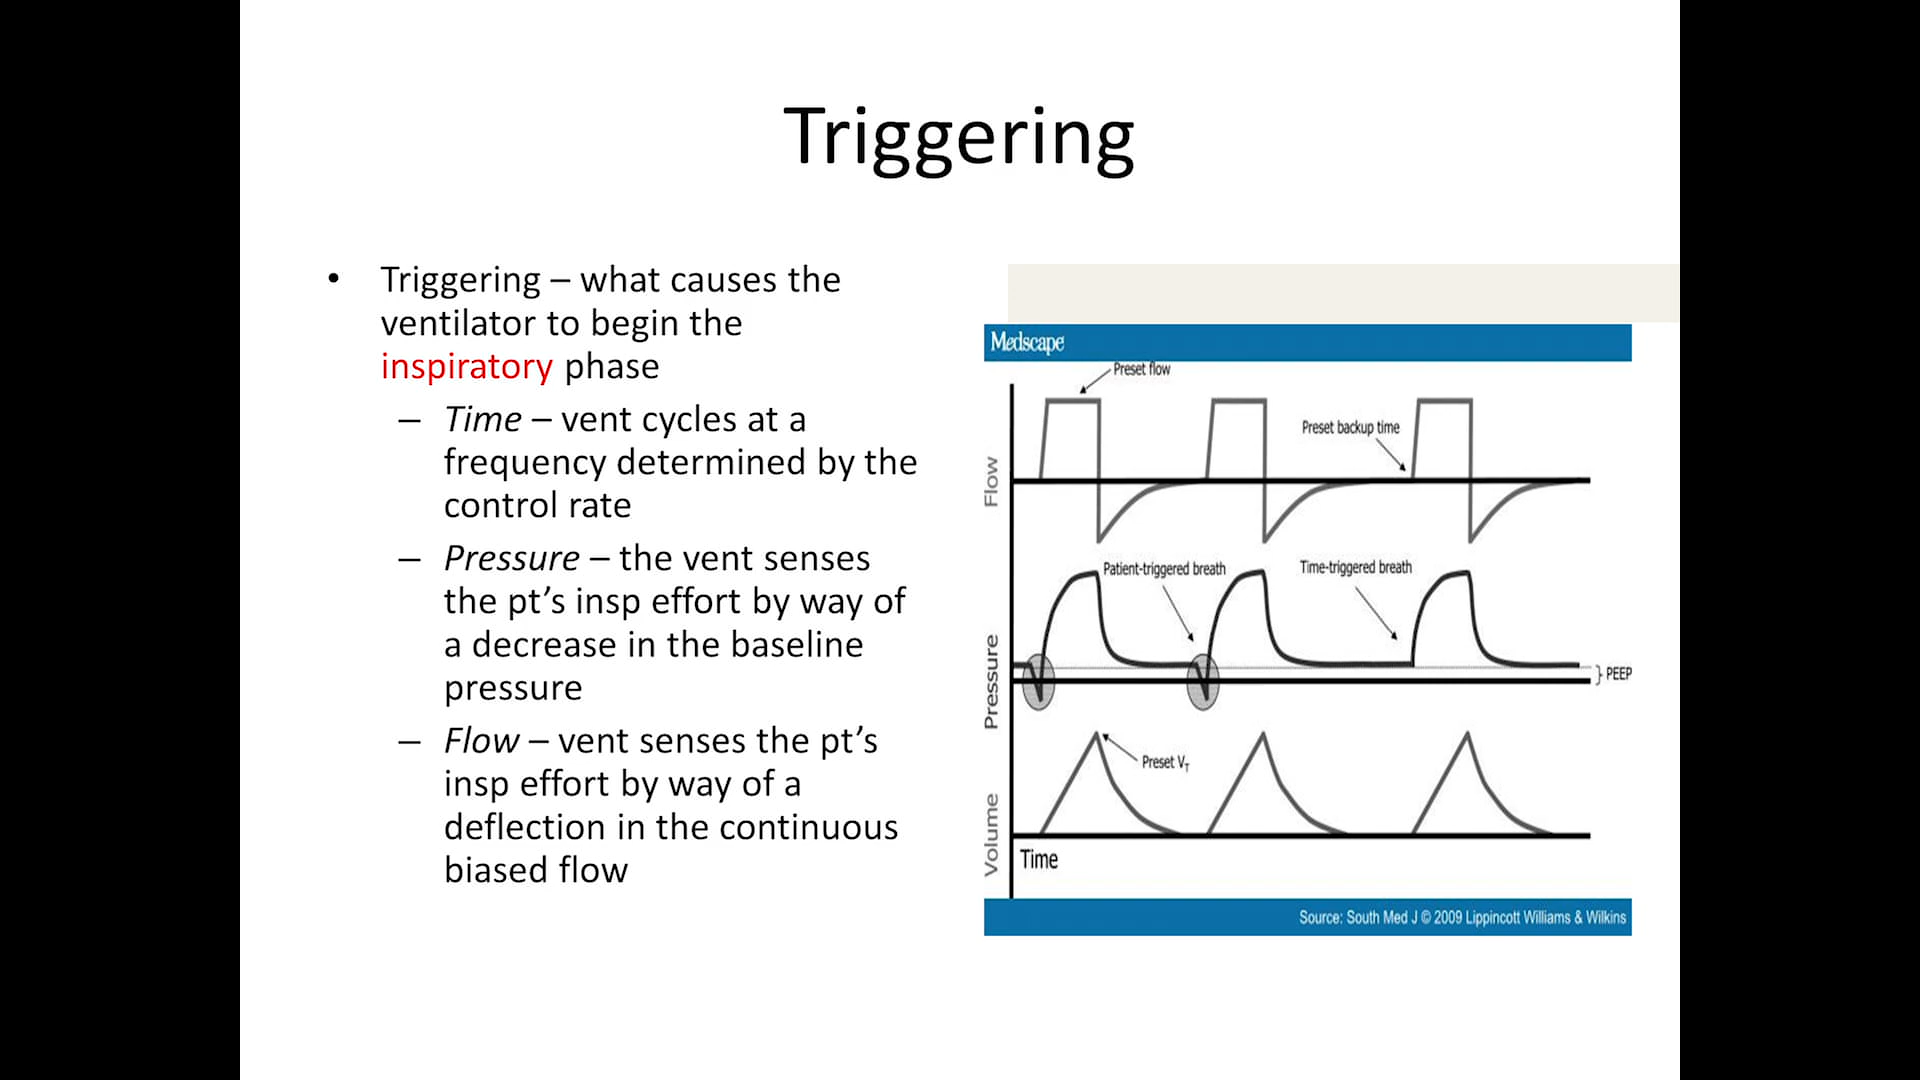 Triggering
• Triggering – what causes the
ventilator to begin the
inspiratory phase
– Time – vent cycles at a
frequency determined by the
control rate
– Pressure – the vent senses
the pt’s insp effort by way of
a decrease in the baseline
pressure
– Flow – vent senses the pt’s
insp effort by way of a
deflection in the continuous
biased flow
Medscape
Preset flow
Preset backup time
Flow
Patient-triggered breath
Time-triggered breath
Pressure
} PEEP
Preset VT
Volume
Time
Source: South Med J © 2009 Lippincott Williams & Wilkins